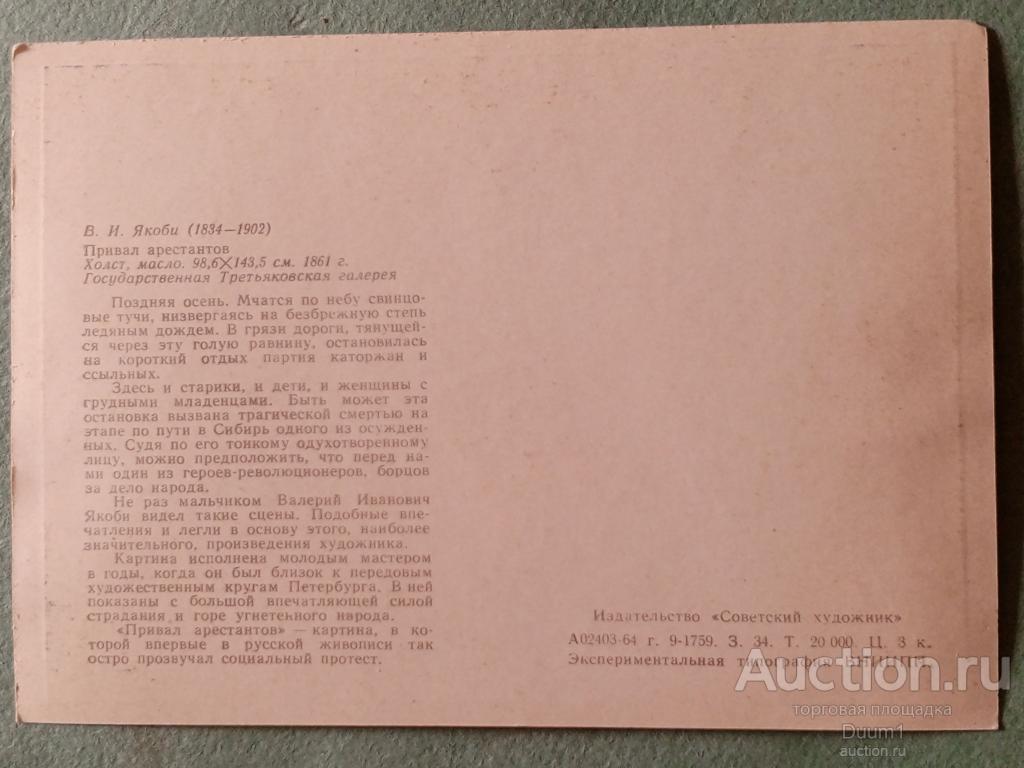 В. И. Якоби (1834—1902)
Привал арестантов
Холст, масло. 98,6×143,5 см. 1861 г.
Государственная Третьяковская галерея
Поздняя осень. Мчатся по небу свинцо-
вые тучи, низвергаясь на безбрежную степь
ледяным дождем. В грязи дороги, тянущей-
ся через эту голую равнину, остановилась
на короткий отдых партия каторжан и
ссыльных.
Здесь и старики, и дети, и женщины с
грудными младенцами. Быть может эта
остановка вызвана трагической смертью на
этапе по пути в Сибирь одного из осужден-
ных. Судя по его тонкому одухотворенному
лицу, можно предположить, что перед на-
ми один из героев-революционеров, борцов
за дело народа.
Не раз мальчиком Валерий Иванович
Якоби видел такие сцены. Подобные впе-
чатления и легли в основу этого, наиболее
значительного, произведения художника.
Картина исполнена молодым мастером
в годы, когда он был близок к передовым
художественным кругам Петербурга. В ней
показаны с большой впечатляющей силой
страдания и горе угнетенного народа.
«Привал арестантов» — картина, в ко-
торой впервые в русской живописи так
остро прозвучал социальный протест.
Издательство «Советский художник»
А02403-64 г. 9-1759. З. 34. Т. 20 000. Ц. 3 к.
Экспериментальная типография ВНИИПП.
Auction.ru
торговая площадка
Duum1
auction.ru